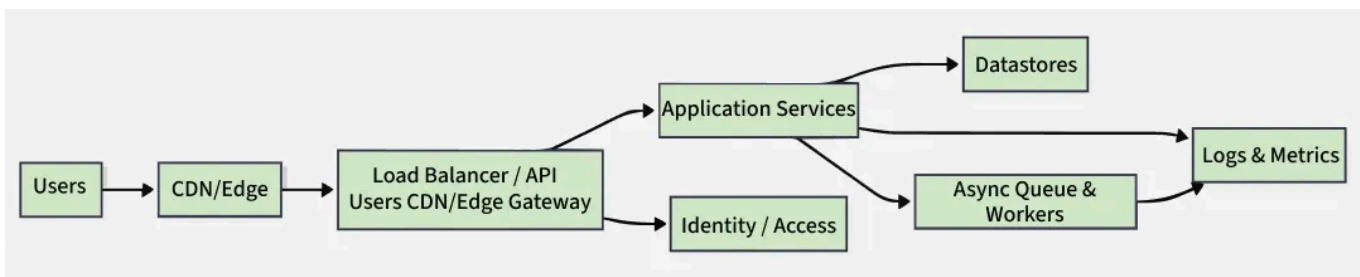 Users
CDN/Edge
Load Balancer / API
Users CDN/Edge Gateway
Application Services
Identity / Access
Datastores
Async Queue &
Workers
Logs & Metrics